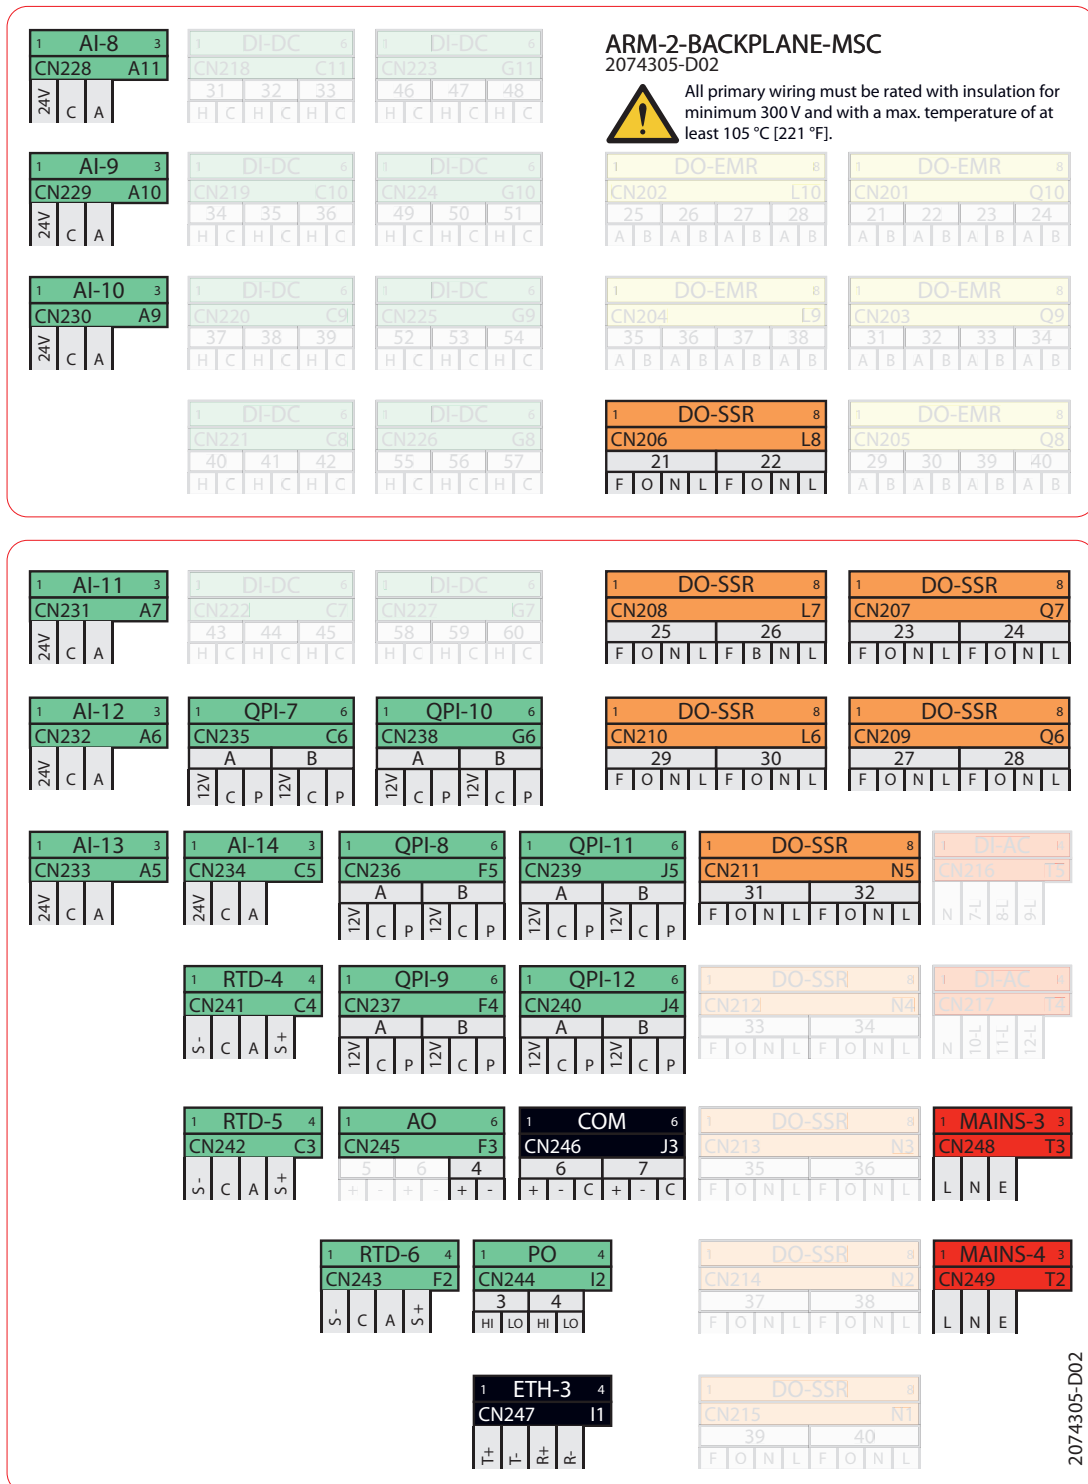 1 AI-8 3
CN228 A11
24V C A
1 DI-DC 6
CN218 C11
31 32 33
H C H C H C
1 DI-DC 6
CN223 G11
46 47 48
H C H C H C
ARM-2-BACKPLANE-MSC
2074305-D02
All primary wiring must be rated with insulation for
minimum 300 V and with a max. temperature of at
least 105 °C [221 °F].
1 AI-9 3
CN229 A10
24V C A
1 DI-DC 6
CN219 C10
34 35 36
H C H C H C
1 DI-DC 6
CN224 G10
49 50 51
H C H C H C
1 DO-EMR 8
CN202 L10
25 26 27 28
A B A B A B A B
1 DO-EMR 8
CN201 Q10
21 22 23 24
A B A B A B A B
1 AI-10 3
CN230 A9
24V C A
1 DI-DC 6
CN220 C9
37 38 39
H C H C H C
1 DI-DC 6
CN225 G9
52 53 54
H C H C H C
1 DO-EMR 8
CN204 L9
35 36 37 38
A B A B A B A B
1 DO-EMR 8
CN203 Q9
31 32 33 34
A B A B A B A B
1 DI-DC 6
CN221 C8
40 41 42
H C H C H C
1 DI-DC 6
CN226 G8
55 56 57
H C H C H C
1 DO-SSR 8
CN206 L8
21 22
F O N L F O N L
1 DO-EMR 8
CN205 Q8
29 30 39 40
A B A B A B A B
1 AI-11 3
CN231 A7
24V C A
1 DI-DC 6
CN222 C7
43 44 45
H C H C H C
1 DI-DC 6
CN227 G7
58 59 60
H C H C H C
1 DO-SSR 8
CN208 L7
25 26
F O N L F B N L
1 DO-SSR 8
CN207 Q7
23 24
F O N L F O N L
1 AI-12 3
CN232 A6
24V C A
1 QPI-7 6
CN235 C6
A B
12V C P 12V C P
1 QPI-10 6
CN238 G6
A B
12V C P 12V C P
1 DO-SSR 8
CN210 L6
29 30
F O N L F O N L
1 DO-SSR 8
CN209 Q6
27 28
F O N L F O N L
1 AI-13 3
CN233 A5
24V C A
1 AI-14 3
CN234 C5
24V C A
1 QPI-8 6
CN236 F5
A B
12V C P 12V C P
1 QPI-11 6
CN239 J5
A B
12V C P 12V C P
1 DO-SSR 8
CN211 N5
31 32
F O N L F O N L
1 DI-AC
CN216 T5
N 7-L 8-L 9-L
1 RTD-4 4
CN241 C4
S- C A S+
1 QPI-9 6
CN237 F4
A B
12V C P 12V C P
1 QPI-12 6
CN240 J4
A B
12V C P 12V C P
1 DO-SSR 8
CN212 N4
33 34
F O N L F O N L
1 DI-AC
CN217 T4
N 10-L 11-L 12-L
1 RTD-5 4
CN242 C3
S- C A S+
1 AO 6
CN245 F3
5 6 4
+ - + - + -
1 COM 6
CN246 J3
6 7
+ - C + - C
1 DO-SSR 8
CN213 N3
35 36
F O N L F O N L
1 MAINS-3 3
CN248 T3
L N E
1 RTD-6 4
CN243 F2
S- C A S+
1 PO 4
CN244 I2
3 4
HI LO HI LO
1 DO-SSR 8
CN214 N2
37 38
F O N L F O N L
1 MAINS-4 3
CN249 T2
L N E
1 ETH-3 4
CN247 I1
T+ T- R+ R-
1 DO-SSR 8
CN215 N1
39 40
F O N L F O N L
2074305-D02